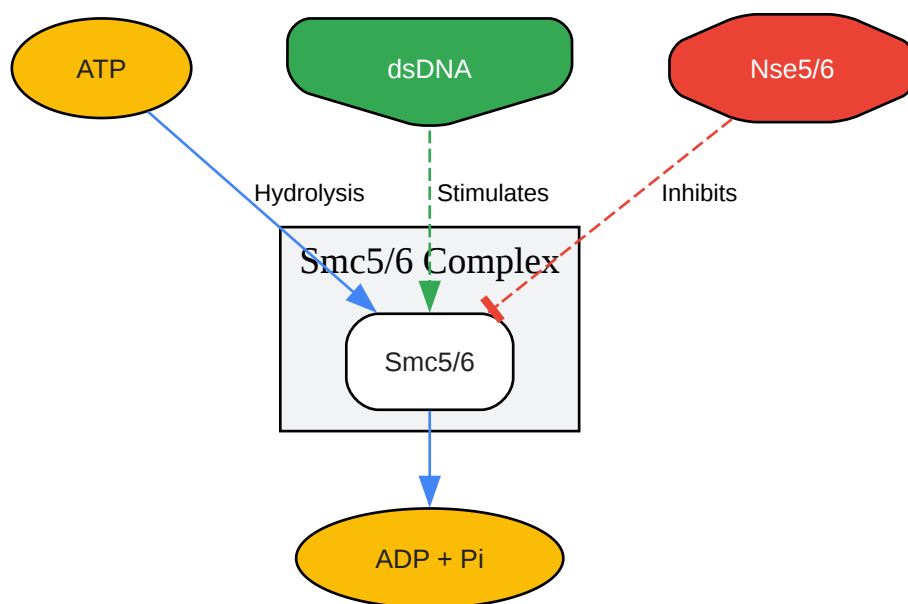 ATP
dsDNA
Nse5/6
Hydrolysis
Stimulates
Inhibits
Smc5/6 Complex
Smc5/6
ADP + Pi